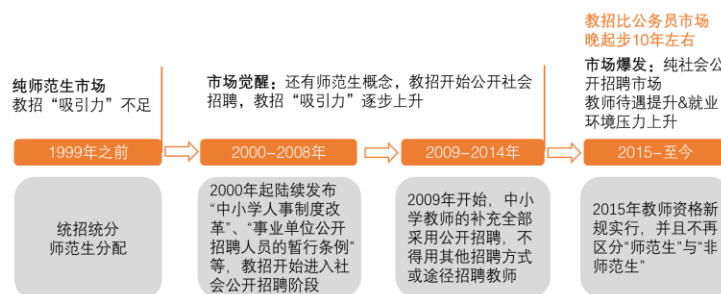 教招比公务员市场
晚起步10年左右
纯师范生市场
教招“吸引力”不足
市场觉醒：还有师范生概念，教招开始公开社会
招聘，教招“吸引力”逐步上升
市场爆发：纯社会公
开招聘市场
教师待遇提升&就业
环境压力上升
1999年之前
2000-2008年
2009-2014年
2015-至今
统招统分
师范生分配
2000年起陆续发布
“中小学人事制度改
革”、“事业单位公开
招聘人员的暂行条例”
等，教招开始进入社
会公开招聘阶段
2009年开始，中小
学教师的补充全部
采用公开招聘，不
得用其他招聘方式
或途径招聘教师
2015年教师资格新
规实行，并且不再
区分“师范生”与“非
师范生”